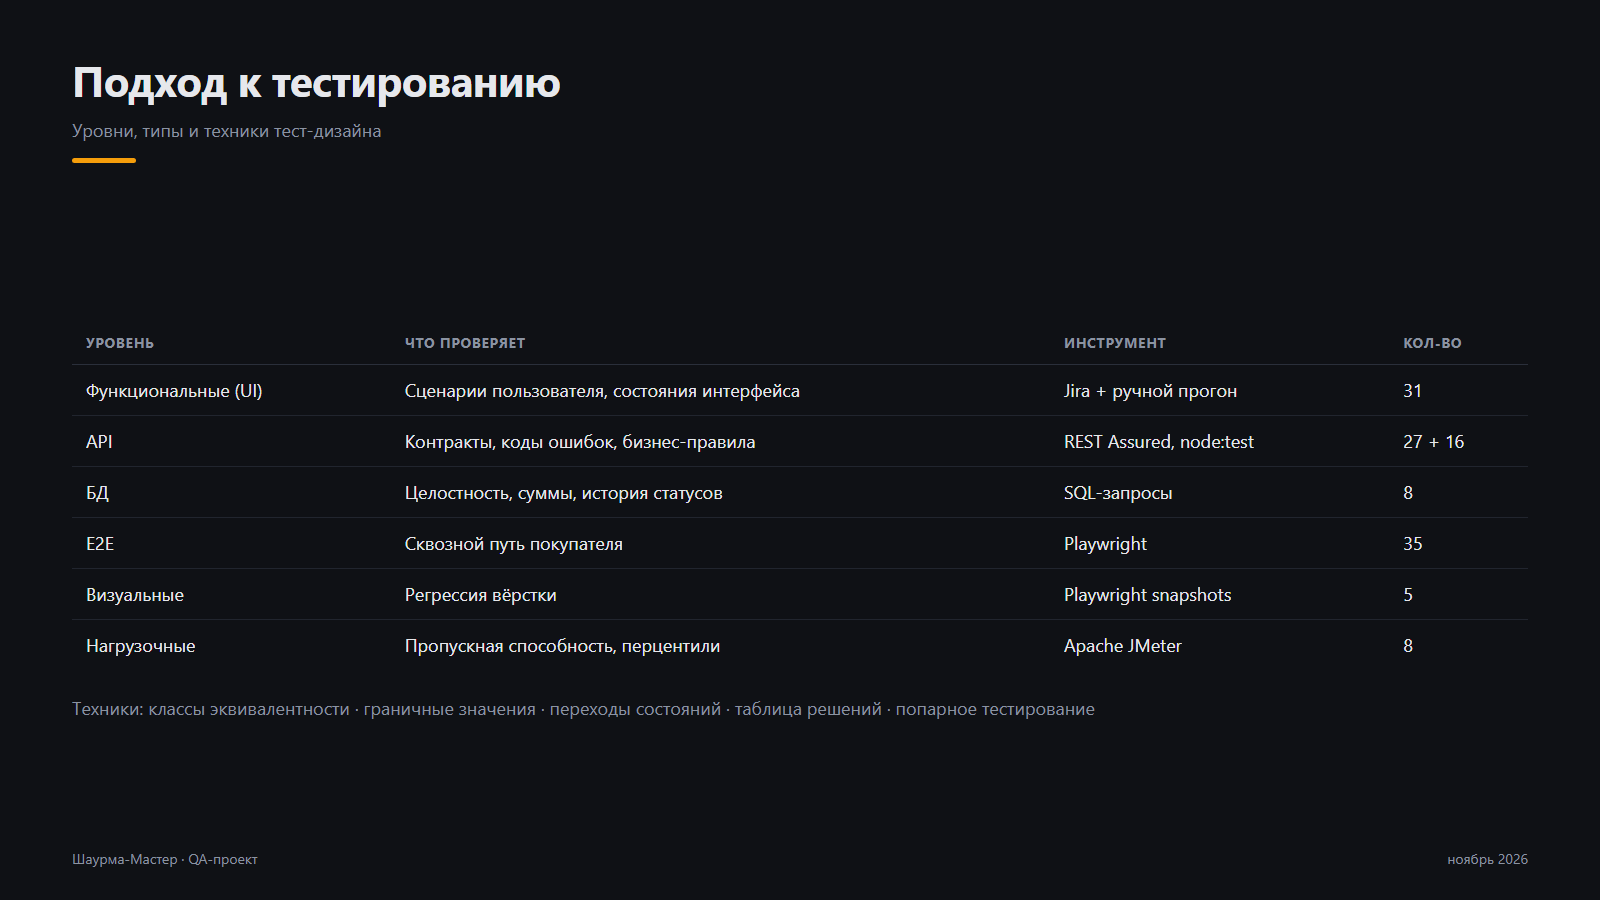 Подход к тестированию
Уровни, типы и техники тест-дизайна
УРОВЕНЬ ЧТО ПРОВЕРЯЕТ ИНСТРУМЕНТ КОЛ-ВО
Функциональные (UI) Сценарии пользователя, состояния интерфейса Jira + ручной прогон 31
API Контракты, коды ошибок, бизнес-правила REST Assured, node:test 27 + 16
БД Целостность, суммы, история статусов SQL-запросы 8
E2E Сквозной путь покупателя Playwright 35
Визуальные Регрессия вёрстки Playwright snapshots 5
Нагрузочные Пропускная способность, перцентили Apache JMeter 8
Техники: классы эквивалентности · граничные значения · переходы состояний · таблица решений · попарное тестирование
Шаурма-Мастер · QA-проект ноябрь 2026